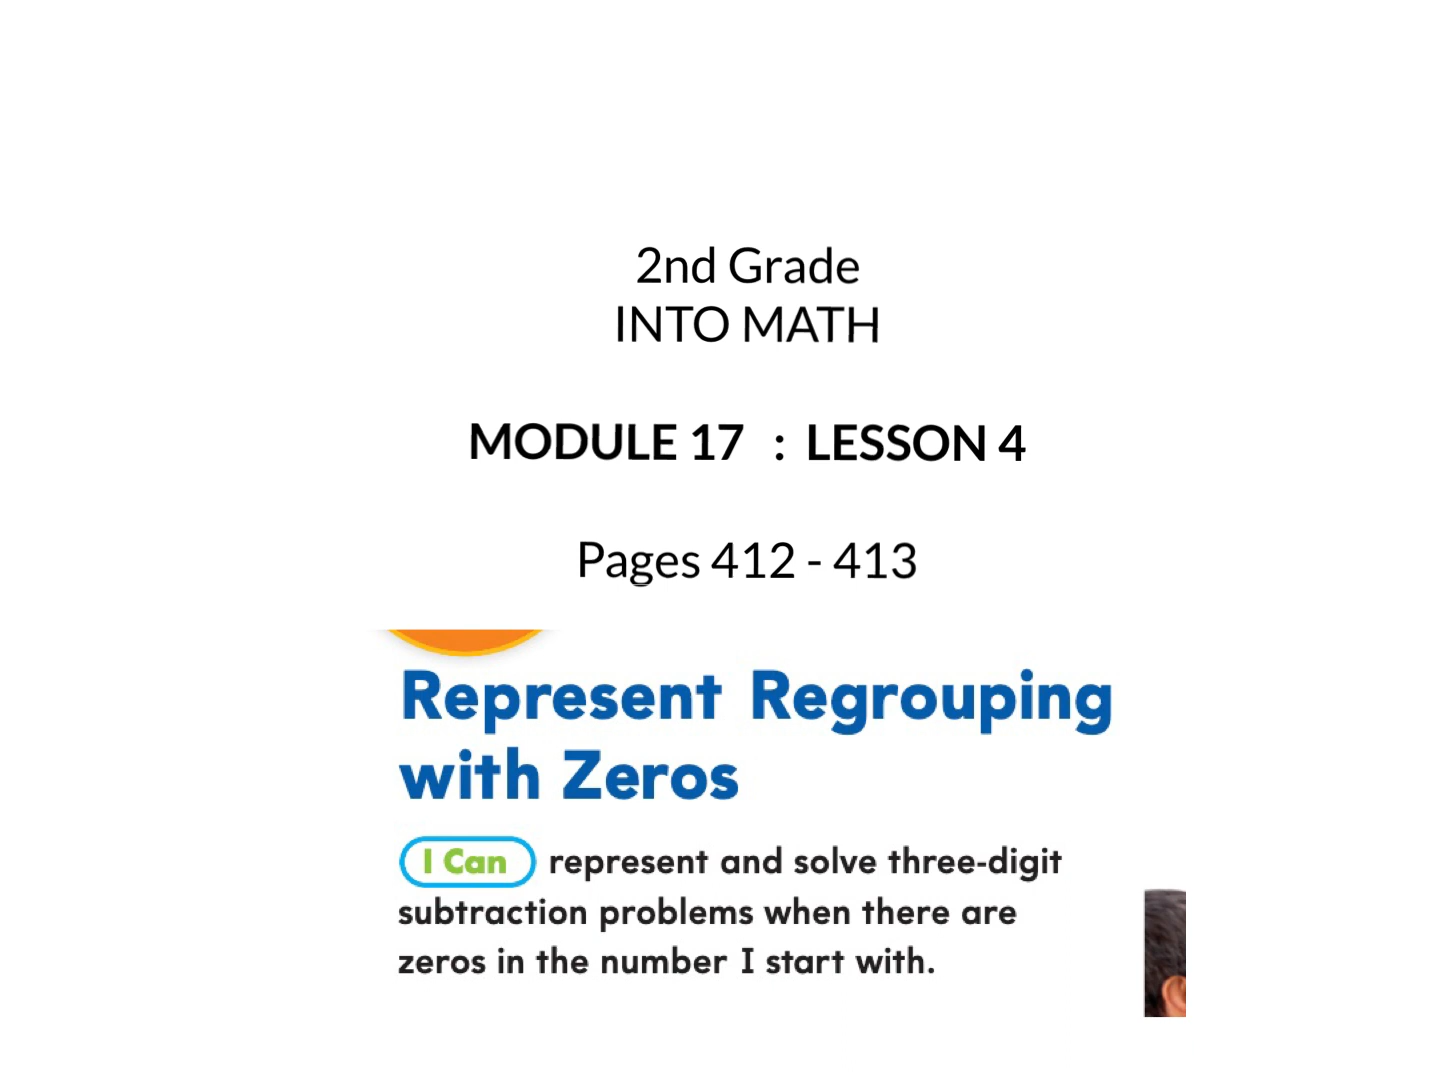 2nd Grade
INTO MATH
MODULE 17 : LESSON 4
Pages 412 - 413
Represent Regrouping
with Zeros
I Can represent and solve three-digit
subtraction problems when there are
zeros in the number I start with.